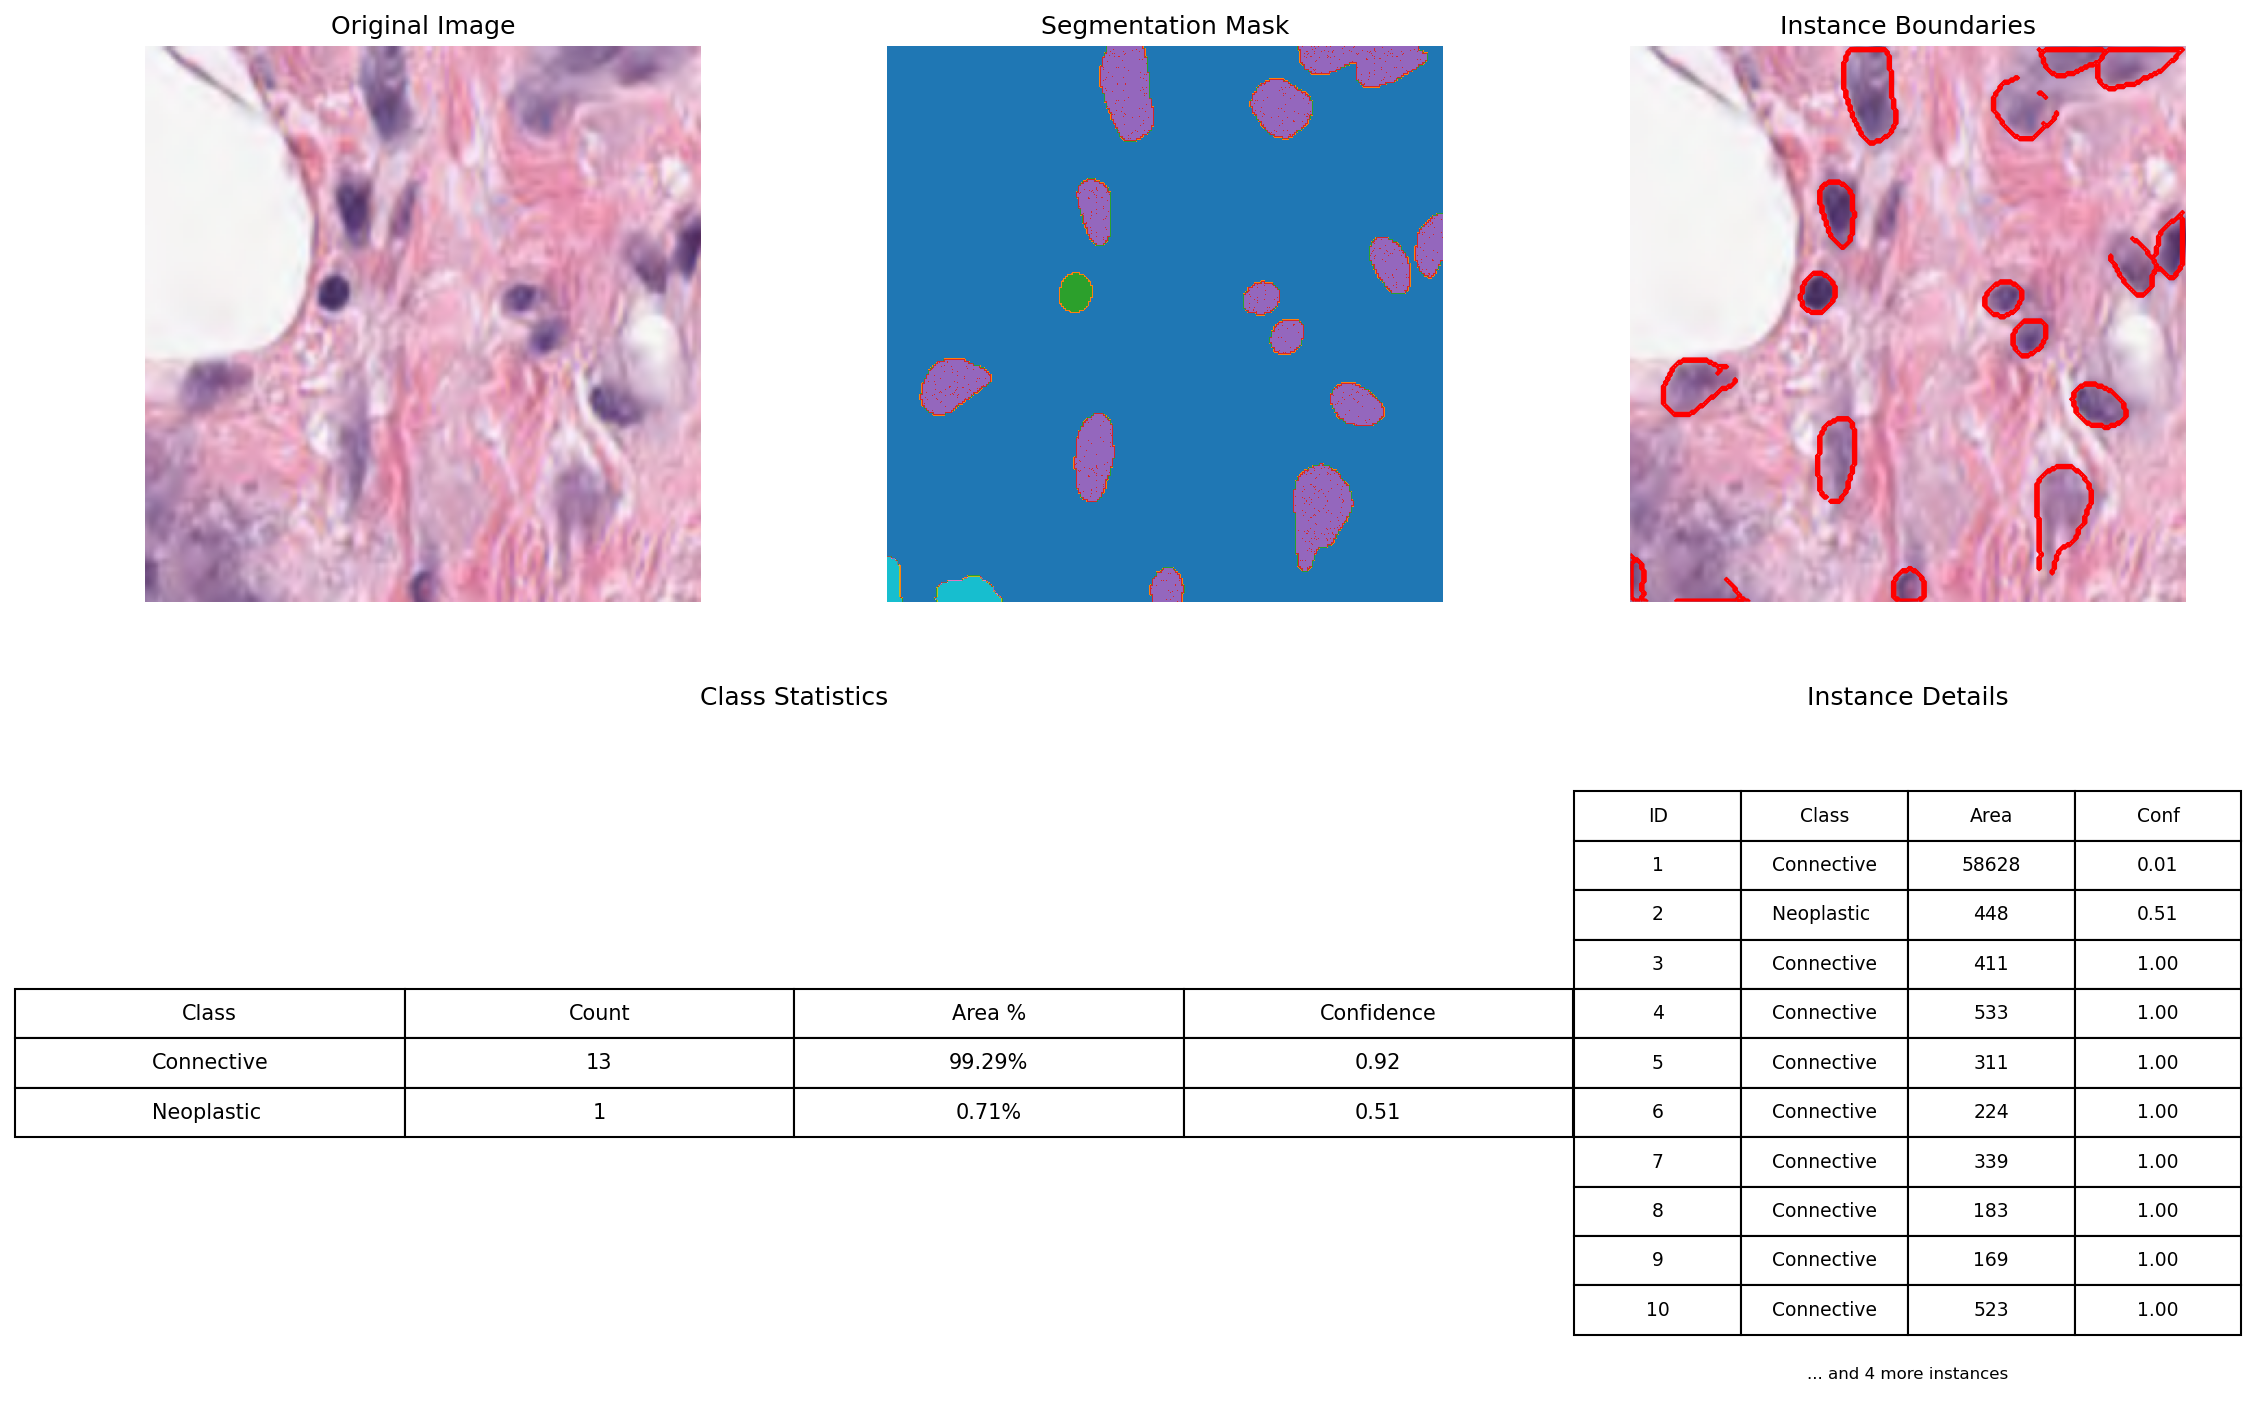 Original Image
Segmentation Mask
Instance Boundaries
Class Statistics
Class Count Area % Confidence
Connective 13 99.29% 0.92
Neoplastic 1 0.71% 0.51
Instance Details
ID Class Area Conf
1 Connective 58628 0.01
2 Neoplastic 448 0.51
3 Connective 411 1.00
4 Connective 533 1.00
5 Connective 311 1.00
6 Connective 224 1.00
7 Connective 339 1.00
8 Connective 183 1.00
9 Connective 169 1.00
10 Connective 523 1.00
... and 4 more instances